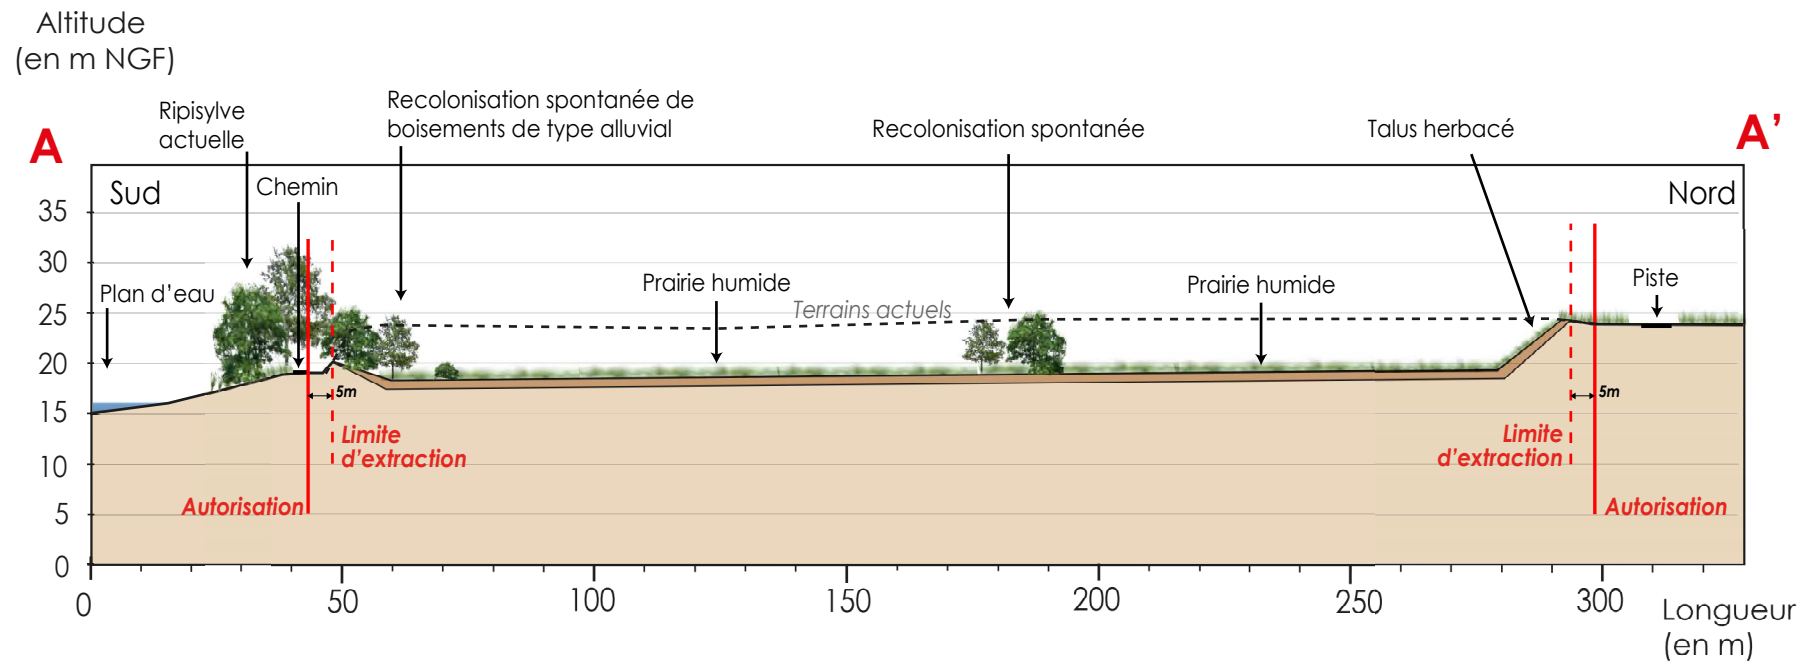 Altitude
(en m NGF)
Ripisylve
actuelle
Recolonisation spontanée de
boisements de type alluvial
Recolonisation spontanée
Talus herbacé
A
A’
Sud
Chemin
Nord
35
30
Plan d’eau
Prairie humide
Terrains actuels
Prairie humide
Piste
25
20
5m
5m
15
Limite
d’extraction
Limite
d’extraction
10
Autorisation
Autorisation
5
0
0
50
100
150
200
250
300
Longueur
(en m)